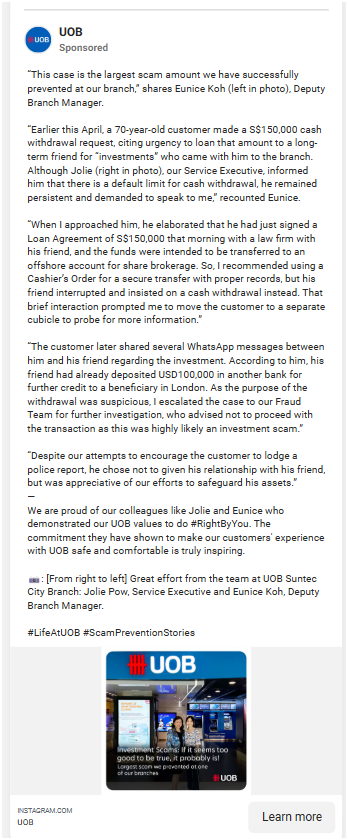 UOB
UOB
Sponsored
"This case is the largest scam amount we have successfully
prevented at our branch," shares Eunice Koh (left in photo), Deputy
Branch Manager.
"Earlier this April, a 70-year-old customer made a S$150,000 cash
withdrawal request, citing urgency to loan that amount to a long-
term friend for "investments" who came with him to the branch.
Although Jolie (right in photo), our Service Executive, informed
him that there is a default limit for cash withdrawal, he remained
persistent and demanded to speak to me," recounted Eunice.
"When I approached him, he elaborated that he had just signed a
Loan Agreement of S$150,000 that morning with a law firm with
his friend, and the funds were intended to be transferred to an
offshore account for share brokerage. So, I recommended using a
Cashier's Order for a secure transfer with proper records, but his
friend interrupted and insisted on a cash withdrawal instead. That
brief interaction prompted me to move the customer to a separate
cubicle to probe for more information."
"The customer later shared several WhatsApp messages between
him and his friend regarding the investment. According to him, his
friend had already deposited USD100,000 in another bank for
further credit to a beneficiary in London. As the purpose of the
withdrawal was suspicious, I escalated the case to our Fraud
Team for further investigation, who advised not to proceed with
the transaction as this was highly likely an investment scam."
"Despite our attempts to encourage the customer to lodge a
police report, he chose not to given his relationship with his friend,
but was appreciative of our efforts to safeguard his assets."
—
We are proud of our colleagues like Jolie and Eunice who
demonstrated our UOB values to do #RightByYou. The
commitment they have shown to make our customers' experience
with UOB safe and comfortable is truly inspiring.
📷: [From right to left] Great effort from the team at UOB Suntec
City Branch: Jolie Pow, Service Executive and Eunice Koh, Deputy
Branch Manager.
#LifeAtUOB #ScamPreventionStories
UOB
Investment Scams: If it seems too
good to be true, it probably is!
Largest scam we prevented at one
of our branches
UOB
INSTAGRAM.COM
UOB
Learn more